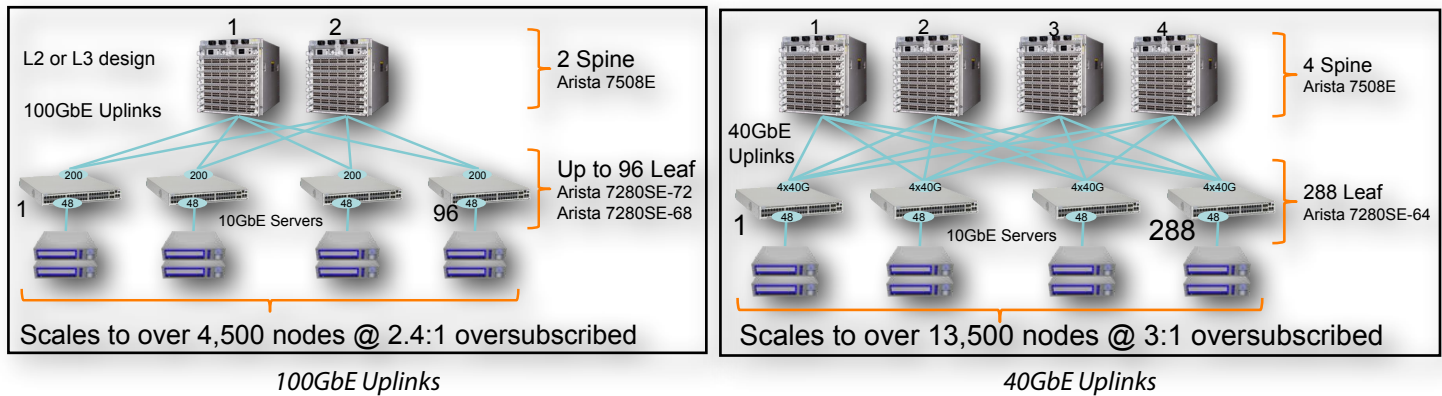 1 2
L2 or L3 design
2 Spine
Arista 7508E
100GbE Uplinks
Up to 96 Leaf
Arista 7280SE-72
Arista 7280SE-68
200 200 200 200
48 48 48 48
1
96
10GbE Servers
Scales to over 4,500 nodes @ 2.4:1 oversubscribed
100GbE Uplinks
1 2 3 4
4 Spine
Arista 7508E
40GbE
Uplinks
288 Leaf
Arista 7280SE-64
4x40G 4x40G 4x40G 4x40G
48 48 48 48
1
288
10GbE Servers
Scales to over 13,500 nodes @ 3:1 oversubscribed
40GbE Uplinks